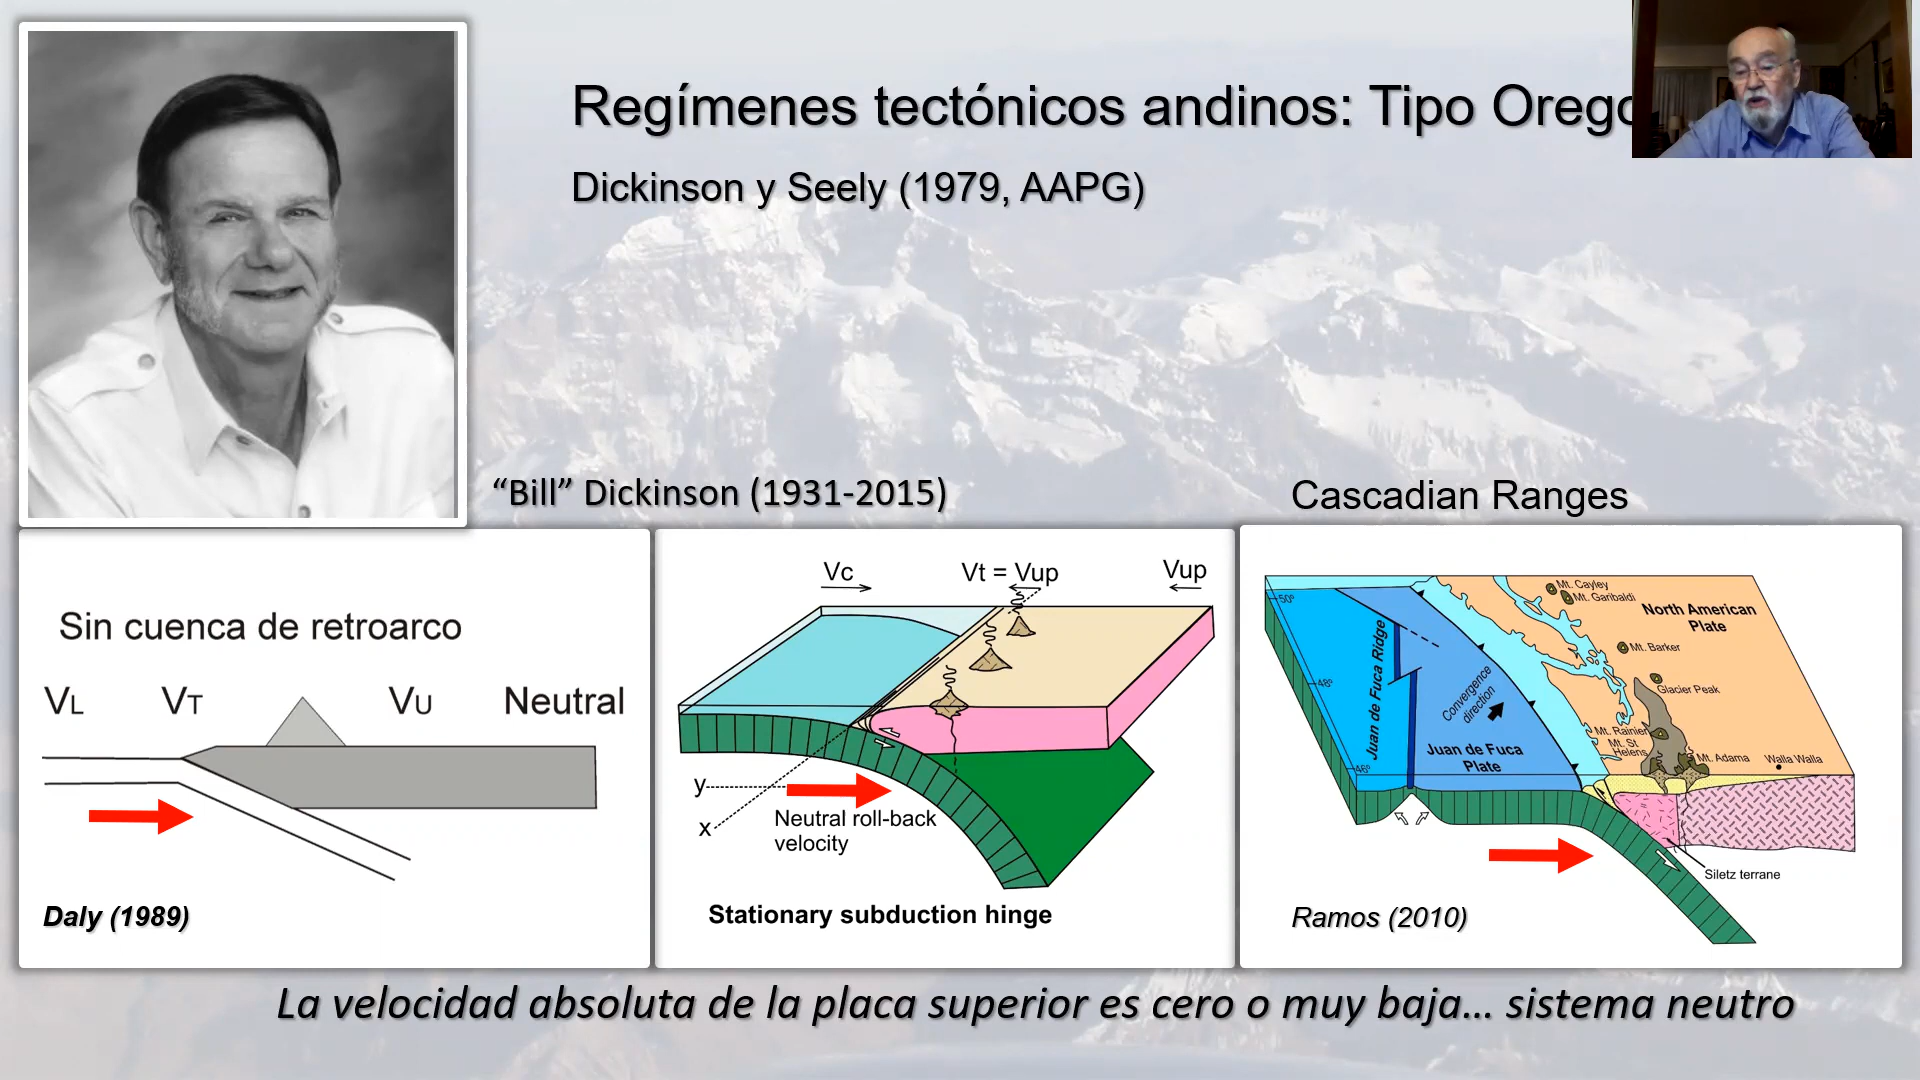 Regímenes tectónicos andinos: Tipo
Dickinson y Seely (1979, AAPG)
“Bill” Dickinson (1931-2015)
Cascadian Ranges
Sin cuenca de retroarco
VL VT VU Neutral
Daly (1989)
Vc Vt = Vup Vup
y
x
Neutral roll-back
velocity
Stationary subduction hinge
50º
48º
46º
Mt. Cayley
Mt. Garibaldi
North American
Plate
Mt. Barker
Glacier Peak
Juan de Fuca Ridge
Convergence
direction
Juan de Fuca
Plate
Mt. Rainier
Mt. St
Helens
Mt. Adama
Walla Walla
Siletz terrane
Ramos (2010)
La velocidad absoluta de la placa superior es cero o muy baja... sistema neutro